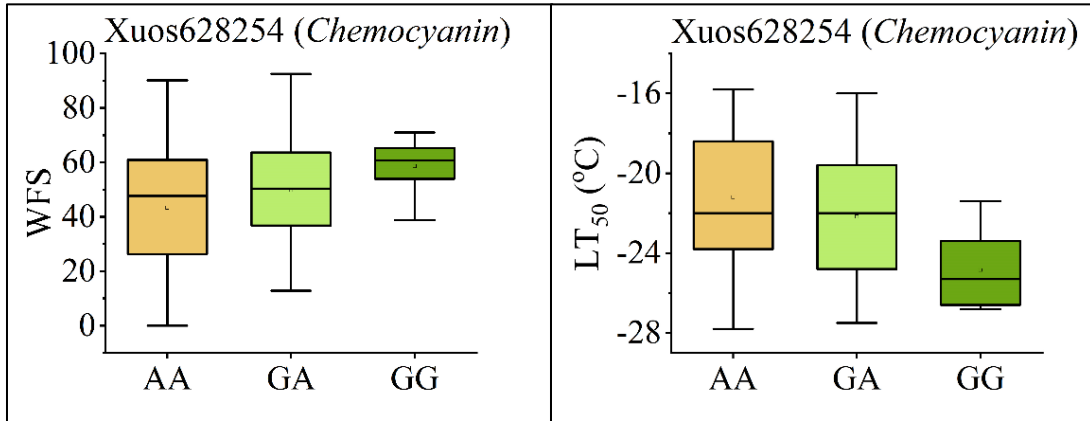 Xuos628254 (Chemocyanin)
WFS
100
80
60
40
20
0
AA GA GG
Xuos628254 (Chemocyanin)
LT50 (°C)
-16
-20
-24
-28
AA GA GG